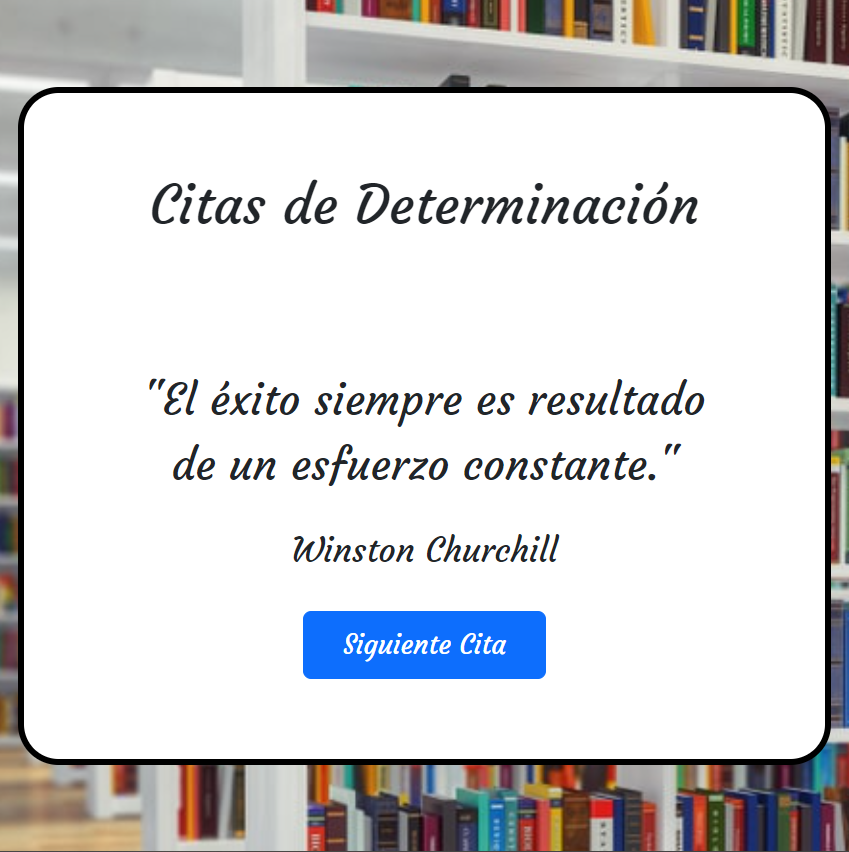 Citas de Determinación
"El éxito siempre es resultado
de un esfuerzo constante."
Winston Churchill
Siguiente Cita